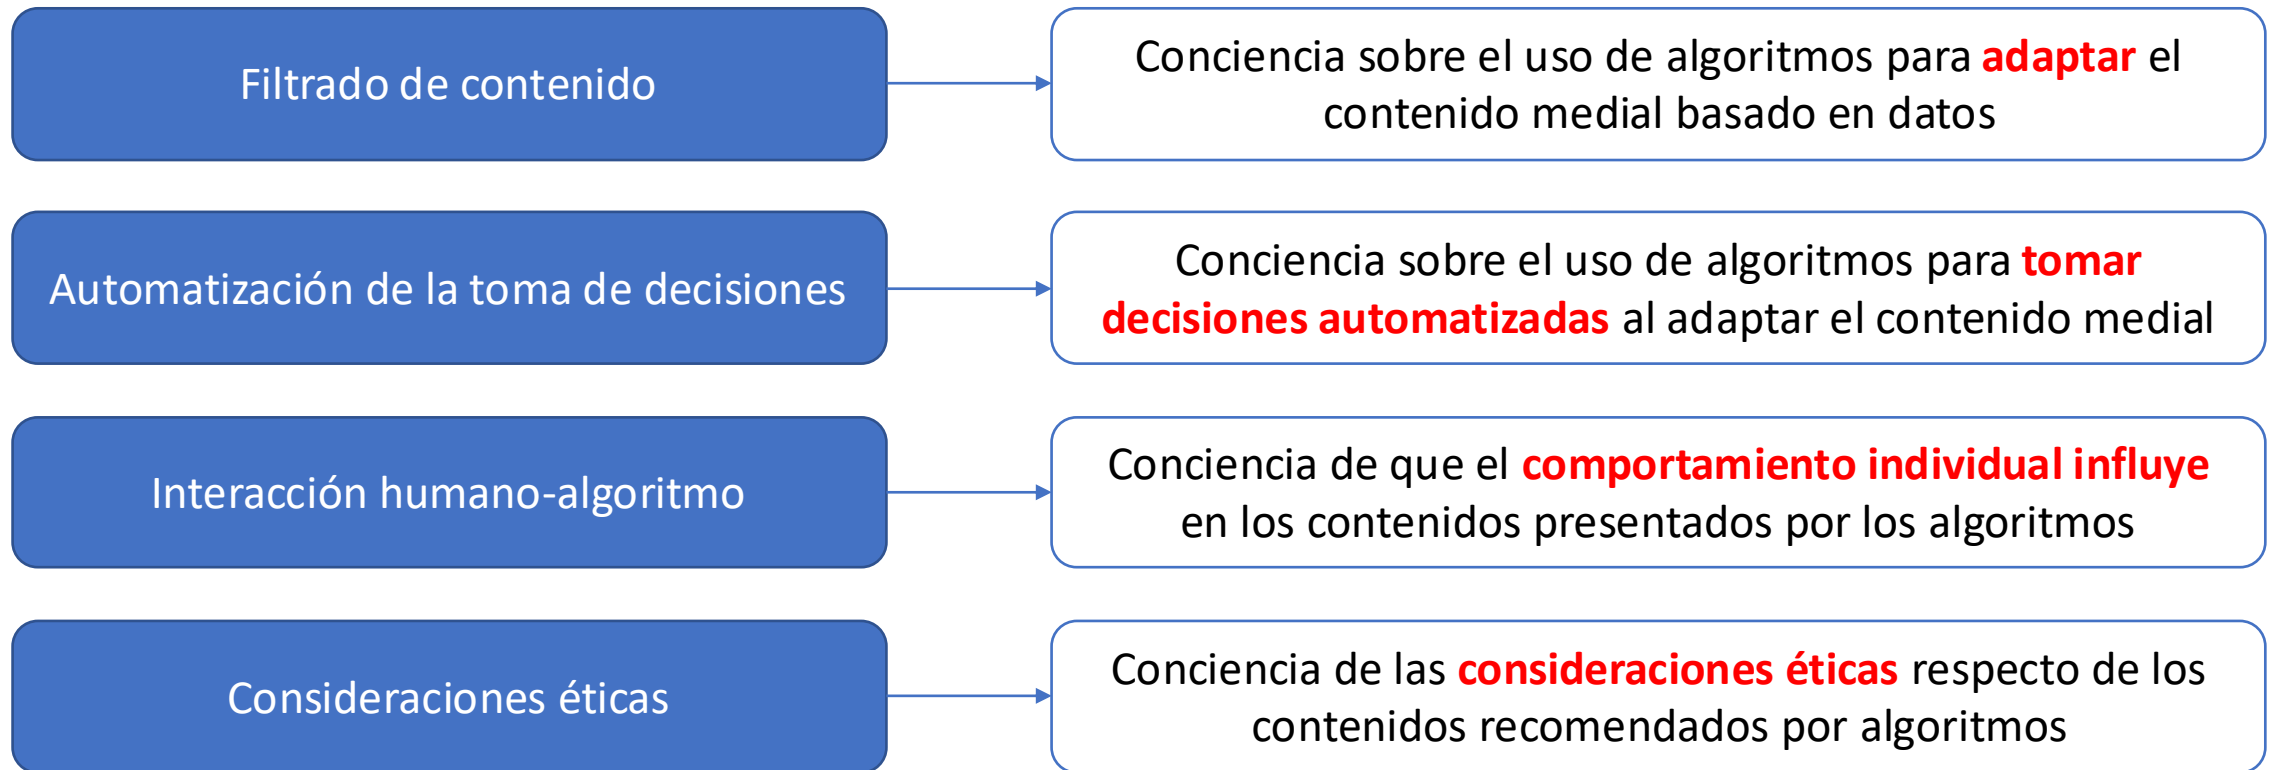 Filtrado de contenido
Conciencia sobre el uso de algoritmos para adaptar el
contenido medial basado en datos
Automatización de la toma de decisiones
Conciencia sobre el uso de algoritmos para tomar
decisiones automatizadas al adaptar el contenido medial
Interacción humano-algoritmo
Conciencia de que el comportamiento individual influye
en los contenidos presentados por los algoritmos
Consideraciones éticas
Conciencia de las consideraciones éticas respecto de los
contenidos recomendados por algoritmos